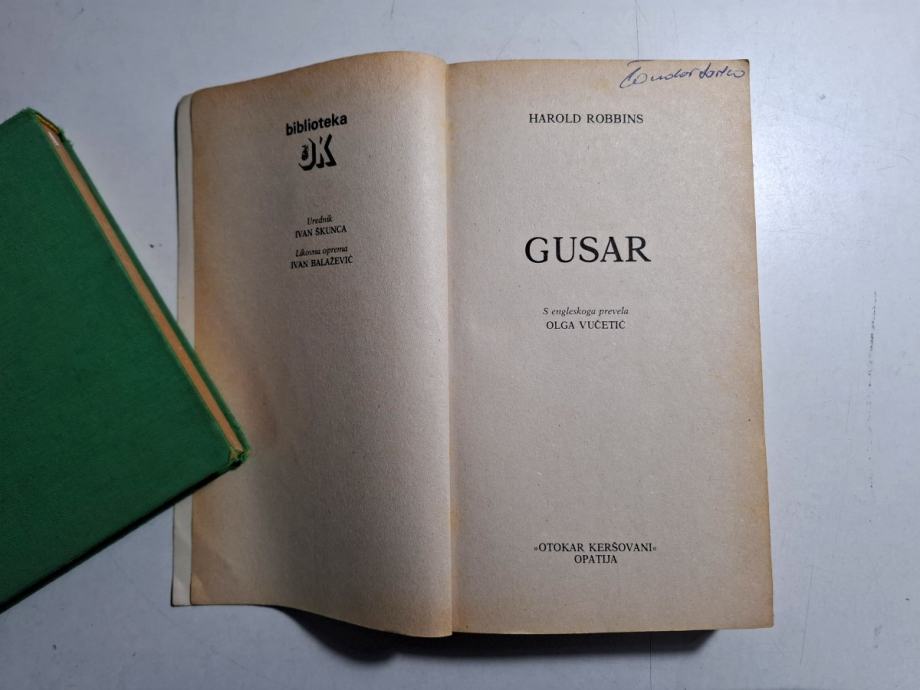 biblioteka
OK
Urednik
IVAN ŠKUNCA
Likovna oprema
IVAN BALAŽEVIĆ
HAROLD ROBBINS
GUSAR
S engleskoga prevela
OLGA VUČETIĆ
»OTOKAR KERŠOVANI«
OPATIJA